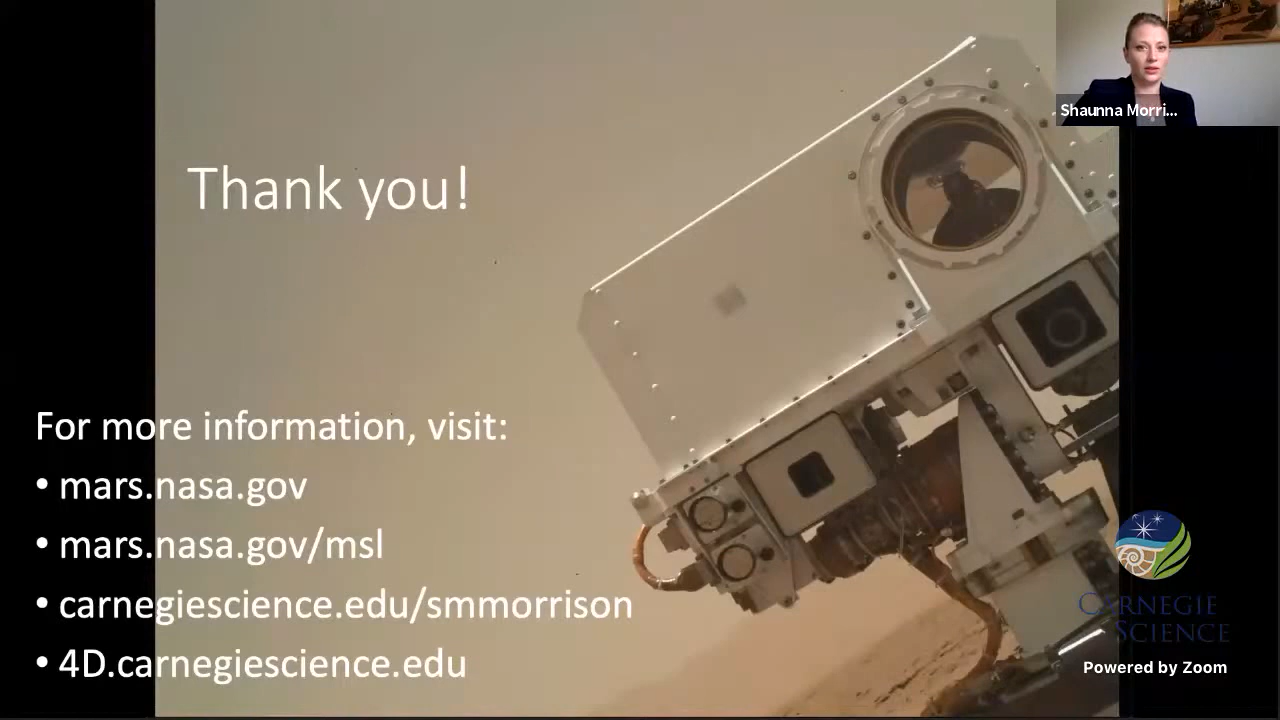 Shaunna Morri...
Thank you!
For more information, visit:
• mars.nasa.gov
• mars.nasa.gov/msl
• carnegiescience.edu/smmorrison
• 4D.carnegiescience.edu
CARNEGIE
SCIENCE
Powered by Zoom